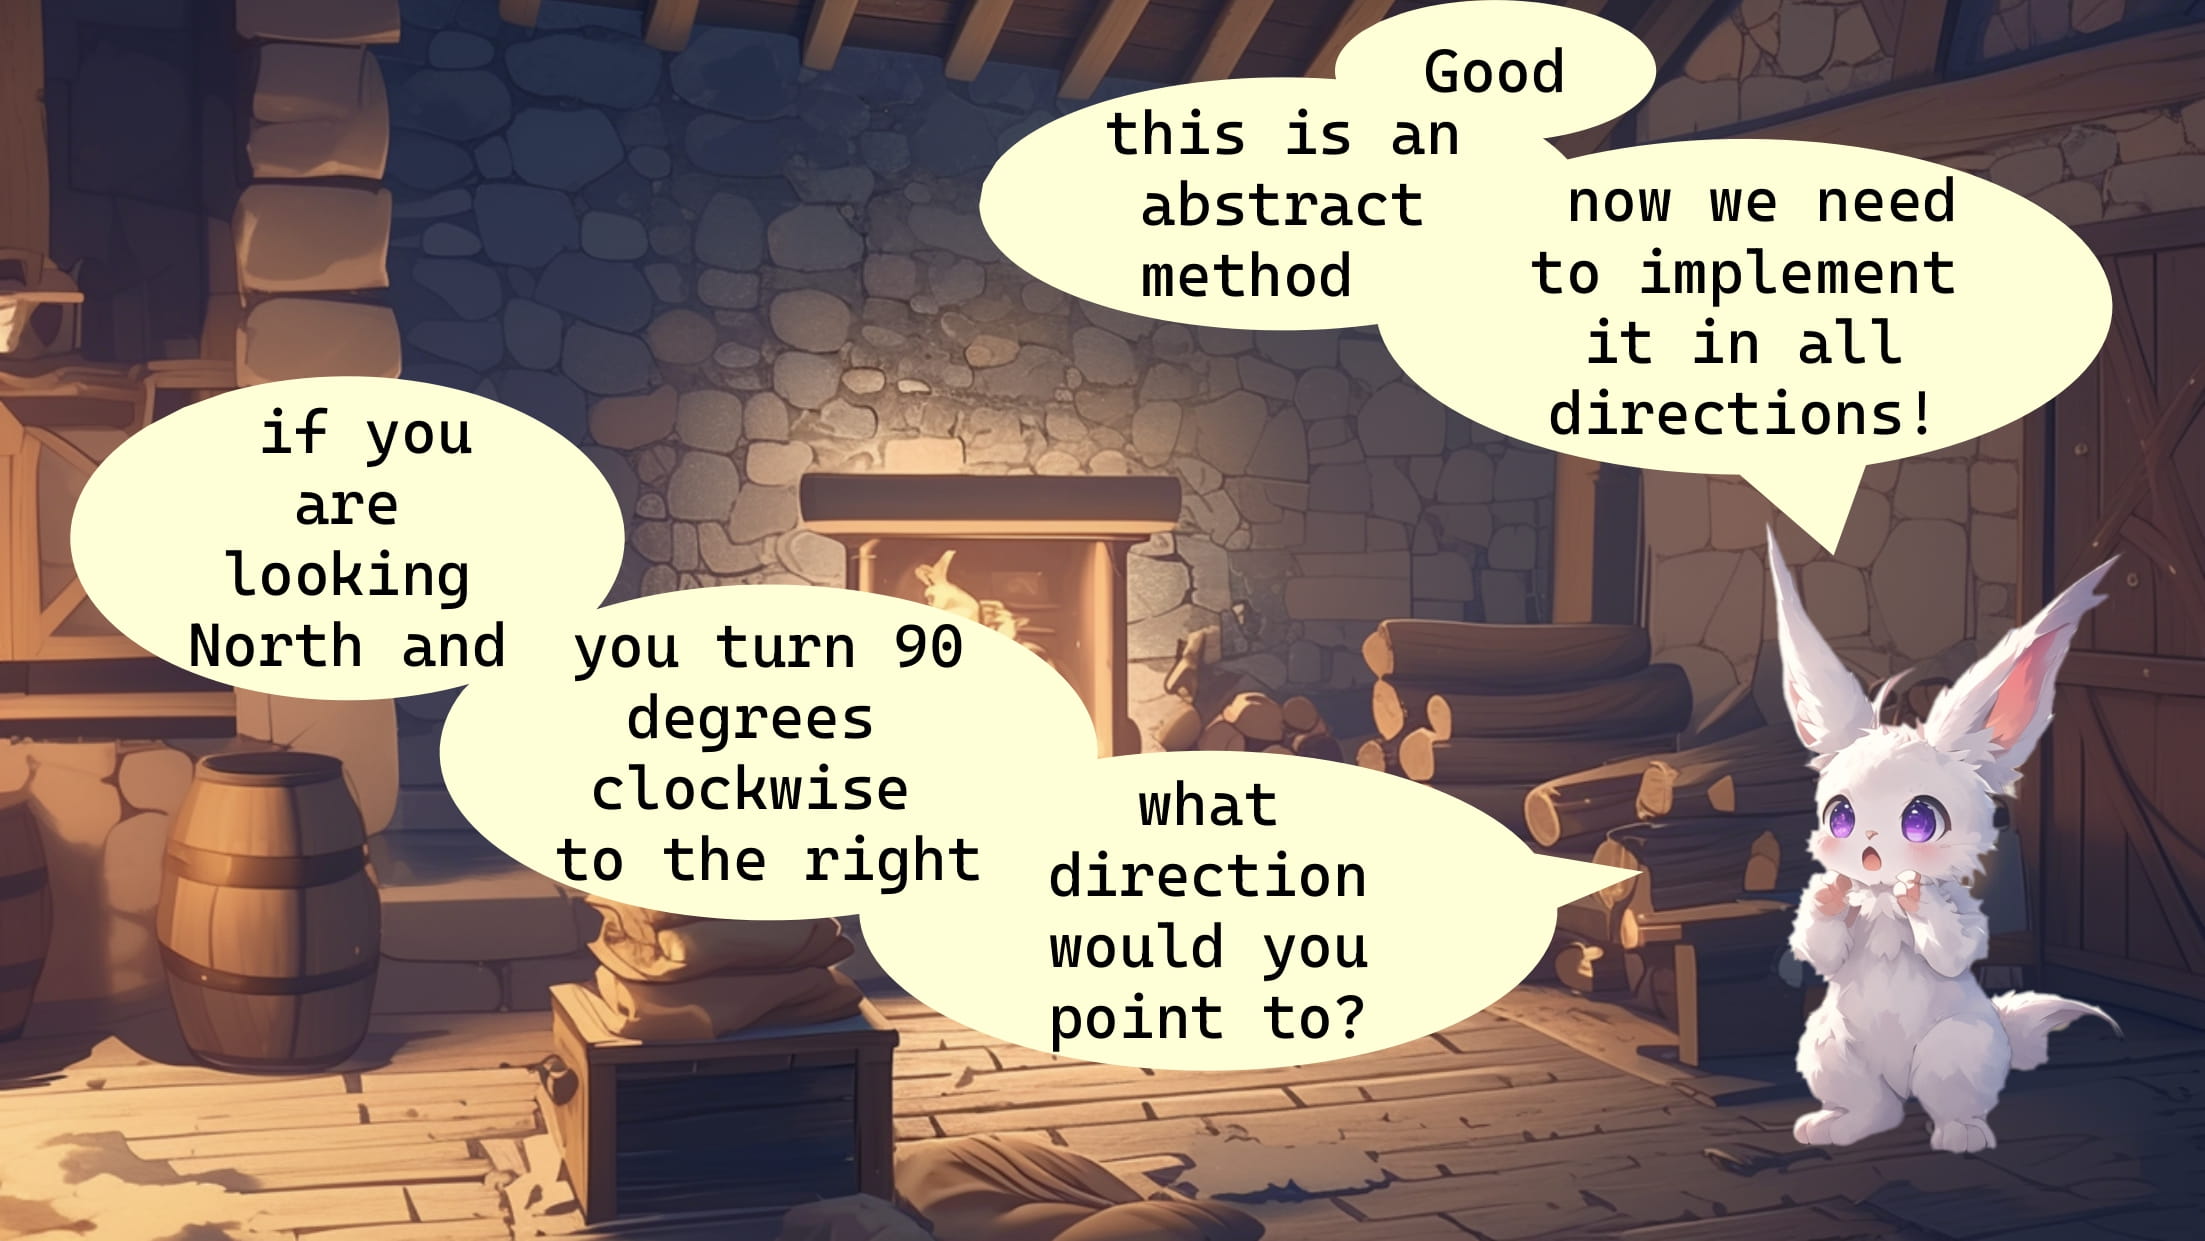 Good
this is an
abstract
method
now we need
to implement
it in all
directions!
if you
are
looking
North and
you turn 90
degrees
clockwise
to the right
what
direction
would you
point to?